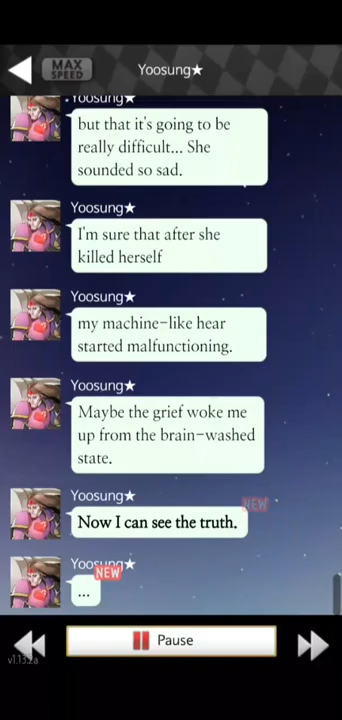 MAX
SPEED
Yoosung★
Yoosung★
but that it's going to be
really difficult... She
sounded so sad.
Yoosung★
I'm sure that after she
killed herself
Yoosung★
my machine-like hear
started malfunctioning.
Yoosung★
Maybe the grief woke me
up from the brain-washed
state.
Yoosung★
NEW
Now I can see the truth.
Yoosung★
NEW
...
Pause
v1.13.2a